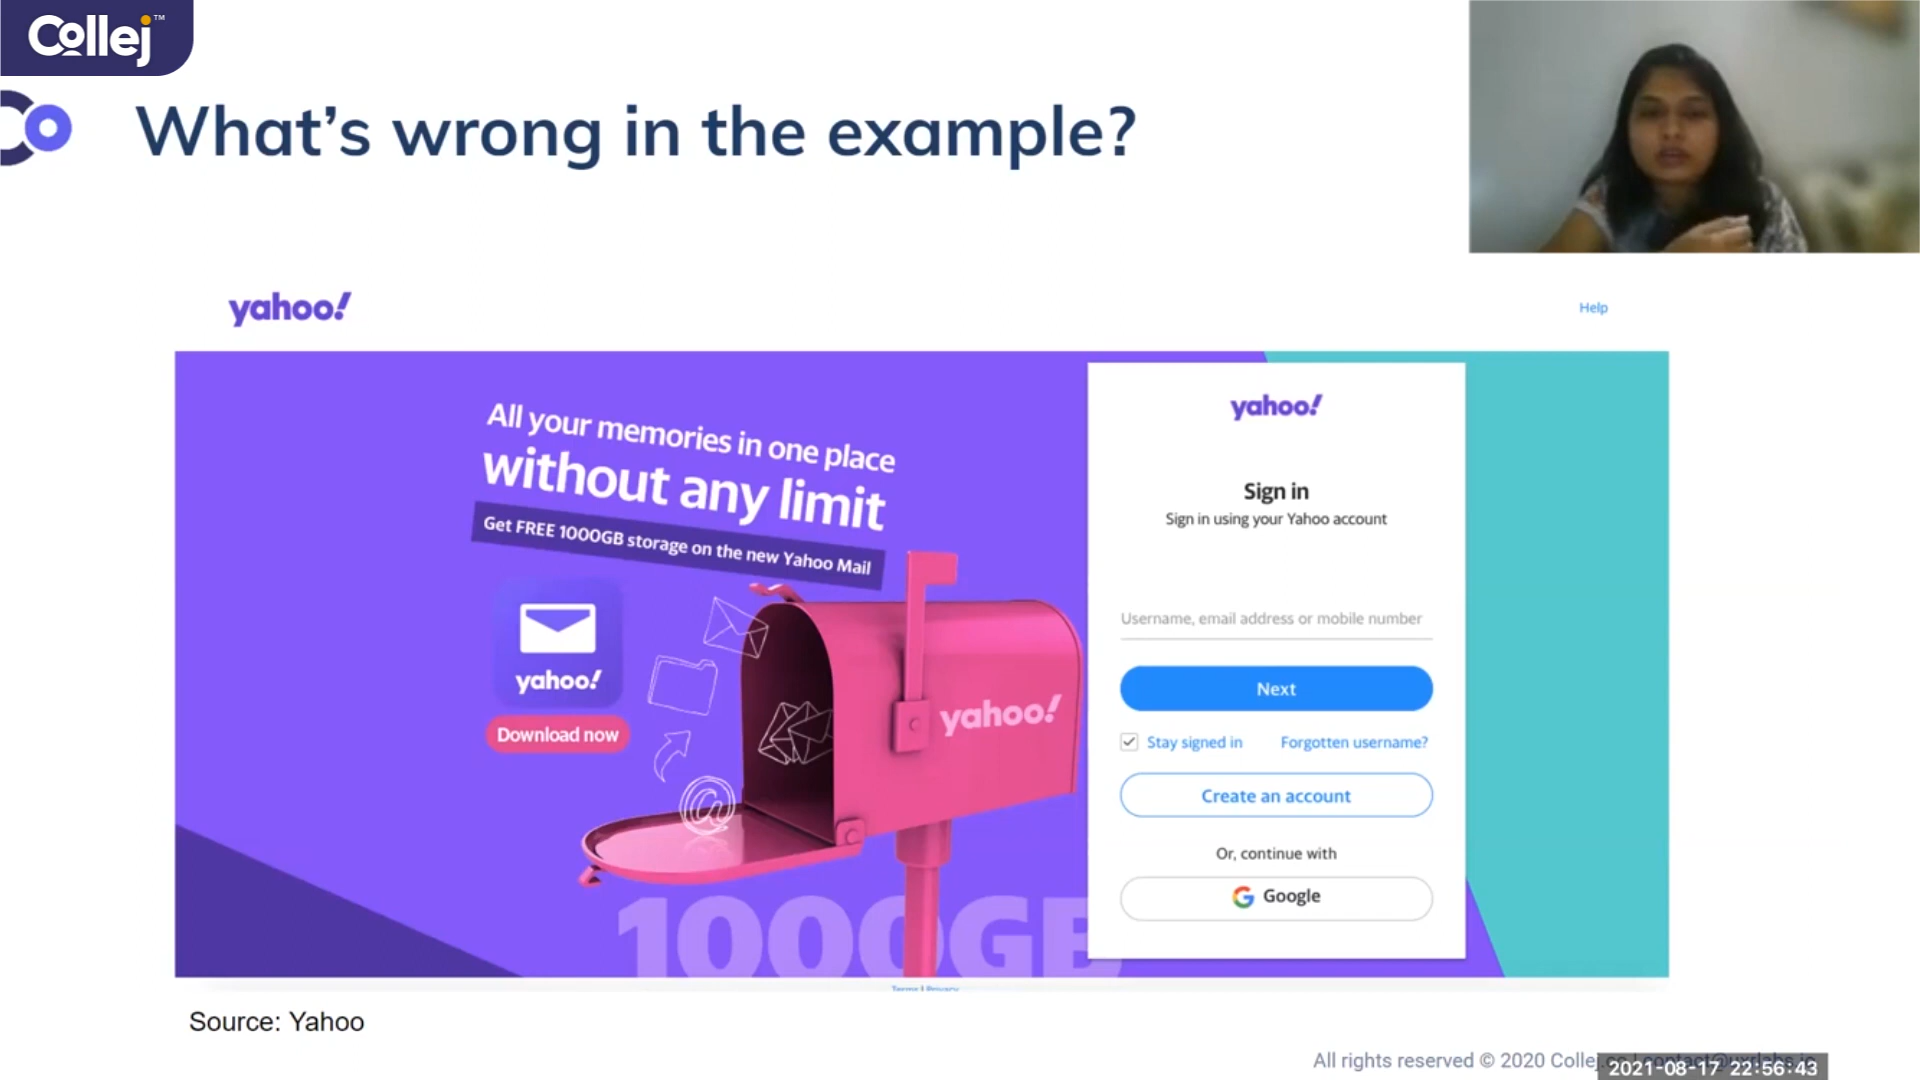 Collej™
What's wrong in the example?
yahoo!
Help
All your memories in one place
without any limit
Get FREE 1000GB storage on the new Yahoo Mail
yahoo!
Download now
yahoo!
@
1000GB
yahoo!
Sign in
Sign in using your Yahoo account
Username, email address or mobile number
Next
Stay signed in Forgotten username?
Create an account
Or, continue with
Google
Terms | Privacy
Source: Yahoo
All rights reserved © 2020 Collej
2021-08-17 22:56:43